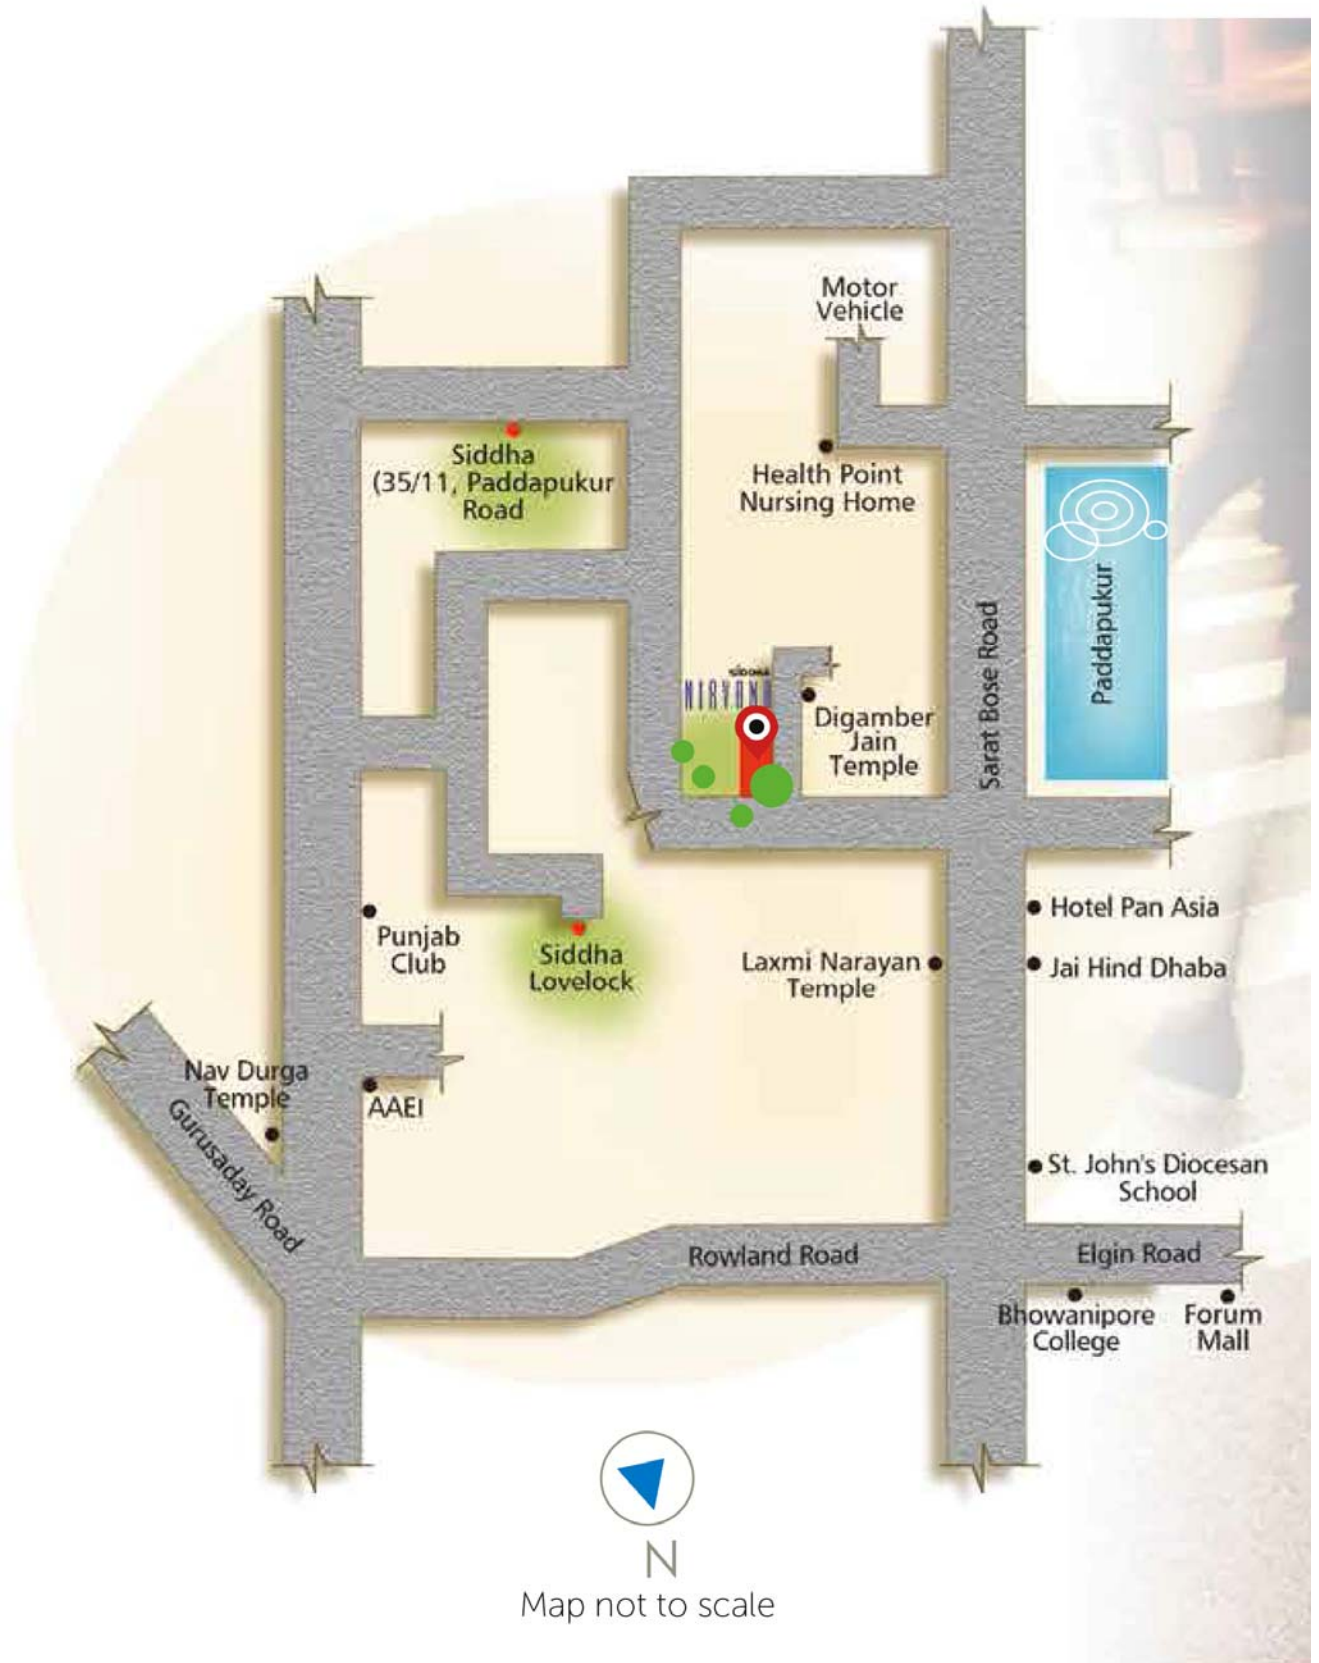 Motor
Vehicle
Siddha
(35/11, Paddapukur
Road
Health Point
Nursing Home
Paddapukur
Sarat Bose Road
SIDDHA
NIRVANA
Digamber
Jain
Temple
Punjab
Club
Siddha
Lovelock
Hotel Pan Asia
Laxmi Narayan
Temple
Jai Hind Dhaba
Nav Durga
Temple
AAEI
Gurusaday Road
St. John's Diocesan
School
Rowland Road
Elgin Road
Bhowanipore
College
Forum
Mall
N
Map not to scale